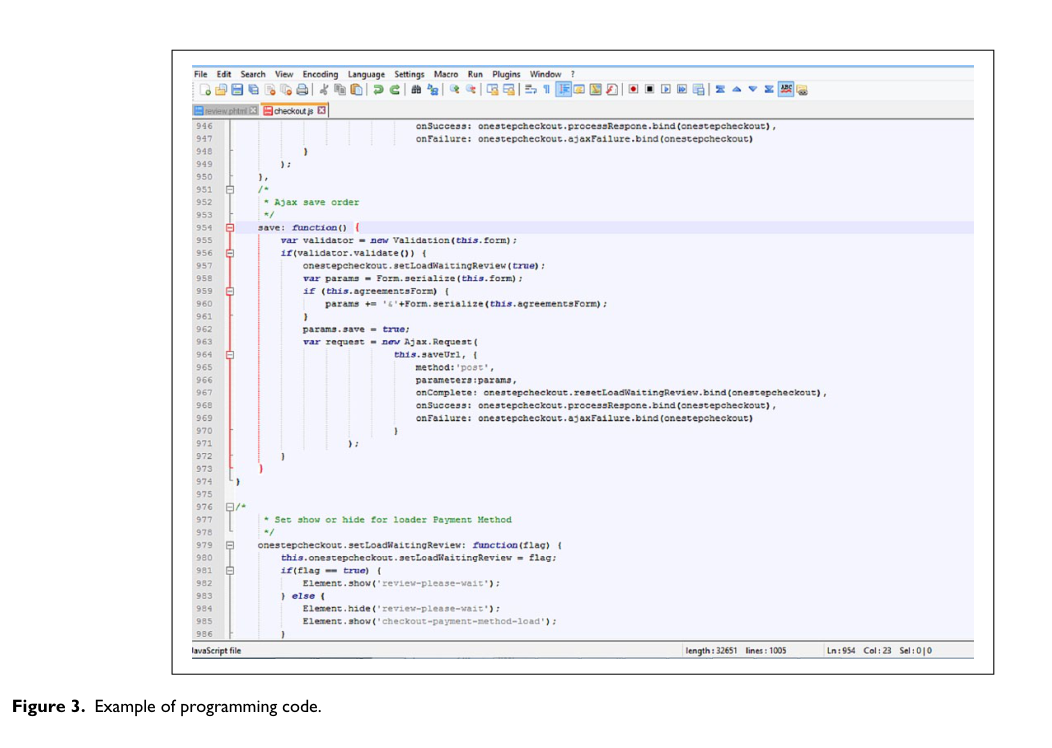 File Edit Search View Encoding Language Settings Macro Run Plugins Window ?
review.phtml checkout.js
946 onSuccess: onestepcheckout.processRespone.bind(onestepcheckout),
947 onFailure: onestepcheckout.ajaxFailure.bind(onestepcheckout)
948 }
949 );
950 },
951 /*
952 * Ajax save order
953 */
954 save: function() {
955 var validator = new Validation(this.form);
956 if(validator.validate()) {
957 onestepcheckout.setLoadWaitingReview(true);
958 var params = Form.serialize(this.form);
959 if (this.agreementsForm) {
960 params += '&'+Form.serialize(this.agreementsForm);
961 }
962 params.save = true;
963 var request = new Ajax.Request(
964 this.saveUrl, {
965 method:'post',
966 parameters:params,
967 onComplete: onestepcheckout.resetLoadWaitingReview.bind(onestepcheckout),
968 onSuccess: onestepcheckout.processRespone.bind(onestepcheckout),
969 onFailure: onestepcheckout.ajaxFailure.bind(onestepcheckout)
970 }
971 );
972 }
973 }
974 }
975
976 /*
977 * Set show or hide for loader Payment Method
978 */
979 onestepcheckout.setLoadWaitingReview: function(flag) {
980 this.onestepcheckout.setLoadWaitingReview = flag;
981 if(flag == true) {
982 Element.show('review-please-wait');
983 } else {
984 Element.hide('review-please-wait');
985 Element.show('checkout-payment-method-load');
986 }
JavaScript file length : 32651 lines : 1005 Ln : 954 Col : 23 Sel : 0 | 0
Figure 3. Example of programming code.